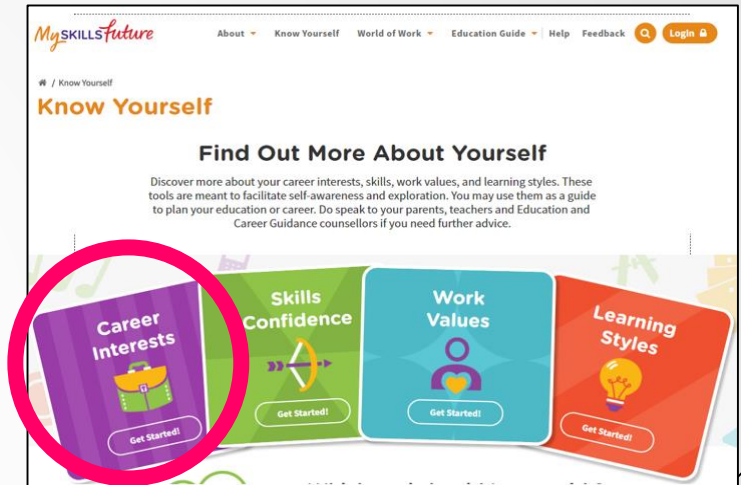 MySKILLSfuture
About Know Yourself World of Work Education Guide Help Feedback Login
/ Know Yourself
Know Yourself
Find Out More About Yourself
Discover more about your career interests, skills, work values, and learning styles. These
tools are meant to facilitate self-awareness and exploration. You may use them as a guide
to plan your education or career. Do speak to your parents, teachers and Education and
Career Guidance counsellors if you need further advice.
Career
Interests
Get Started!
Skills
Confidence
Get Started!
Work
Values
Get Started!
Learning
Styles
Get Started!